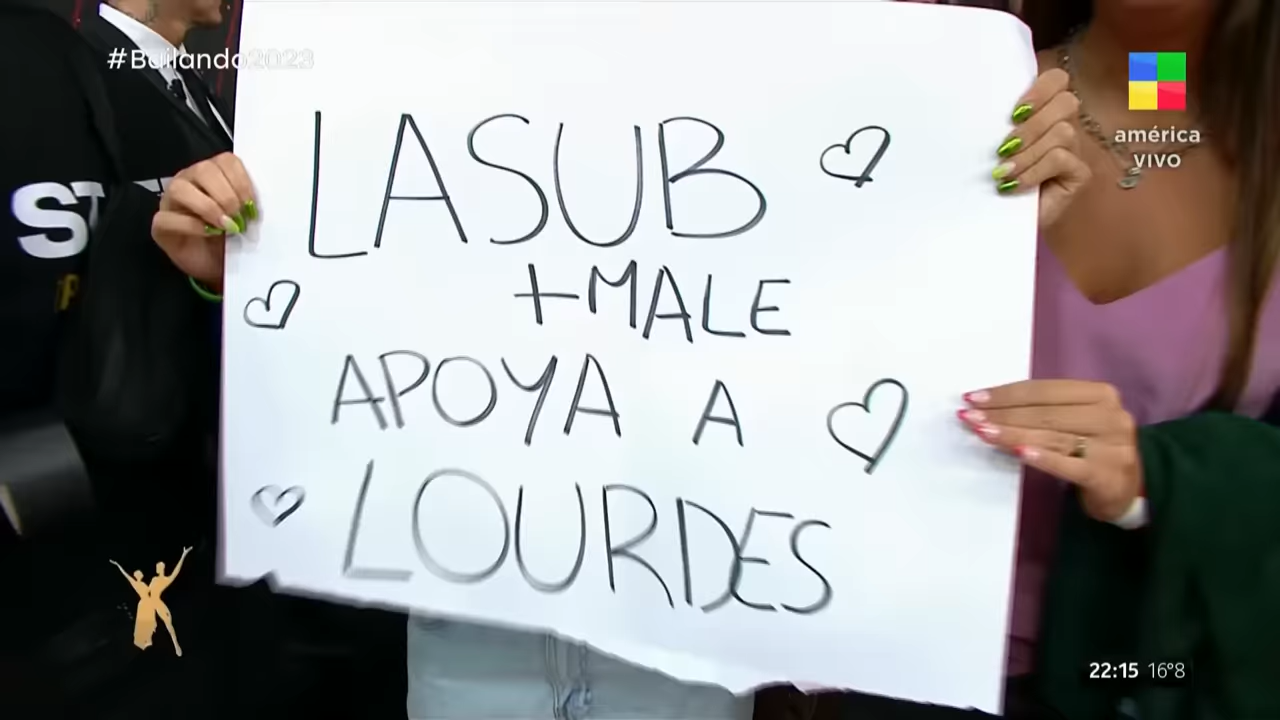 #Bailando2023
américa
VIVO
LASUB
+MALE
APOYA A
LOURDES
22:15 16°8